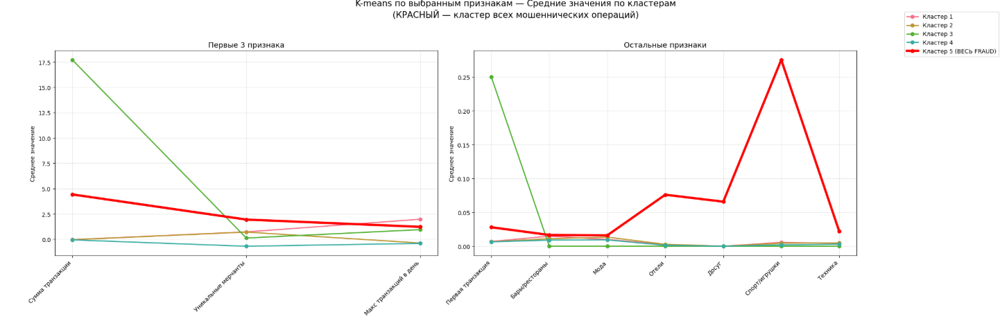 K-means по выбранным признакам — Средние значения по кластерам
(КРАСНЫЙ — кластер всех мошеннических операций)
Кластер 1
Кластер 2
Кластер 3
Кластер 4
Кластер 5 (ВЕСЬ FRAUD)
Первые 3 признака
Среднее значение
17.5
15.0
12.5
10.0
7.5
5.0
2.5
0.0
Сумма транзакции
Уникальные мерчанты
Макс транзакций в день
Остальные признаки
Среднее значение
0.25
0.20
0.15
0.10
0.05
0.00
Первая транзакция
Бары/рестораны
Мода
Отели
Досуг
Спорт/игрушки
Техника